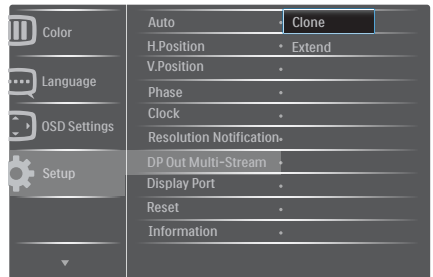 Color
Language
OSD Settings
Setup
Auto
H.Position
V.Position
Phase
Clock
Resolution Notification
DP Out Multi-Stream
Display Port
Reset
Information
Clone
Extend